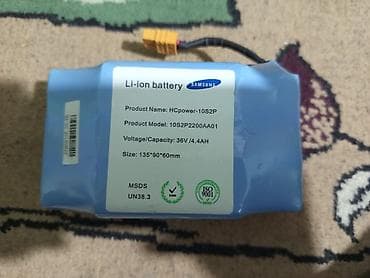 Li-ion battery SAMSUNG
Product Name: HCpower-10S2P
Product Model: 10S2P2200AA01
Voltage/Capacity: 36V/4.4AH
Size: 135*90*60mm
MSDS
UN38.3
ISO